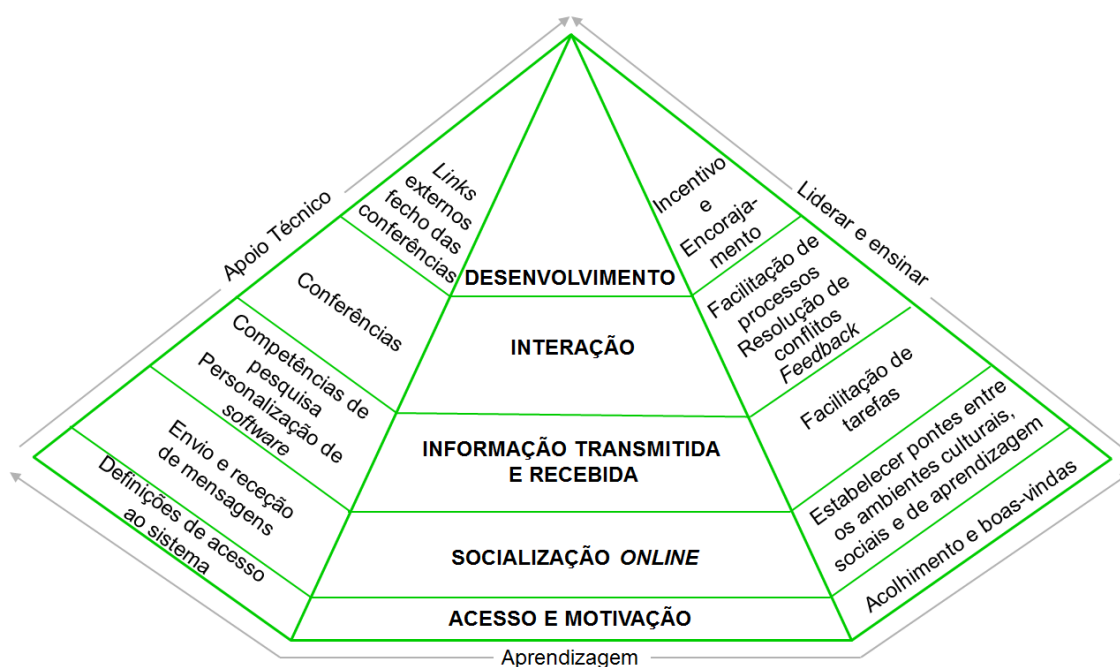 Apoio Técnico
Links
externos
fecho das
conferências
Conferências
Competências de
pesquisa
Personalização de
software
Envio e receção
de mensagens
Definições de acesso
ao sistema
DESENVOLVIMENTO
INTERAÇÃO
INFORMAÇÃO TRANSMITIDA
E RECEBIDA
SOCIALIZAÇÃO ONLINE
ACESSO E MOTIVAÇÃO
Incentivo
e
Encoraja-
mento
Facilitação de
processos
Resolução de
conflitos
Feedback
Facilitação de
tarefas
Estabelecer pontes entre
os ambientes culturais,
sociais e de aprendizagem
Acolhimento e boas-vindas
Liderar e ensinar
Aprendizagem